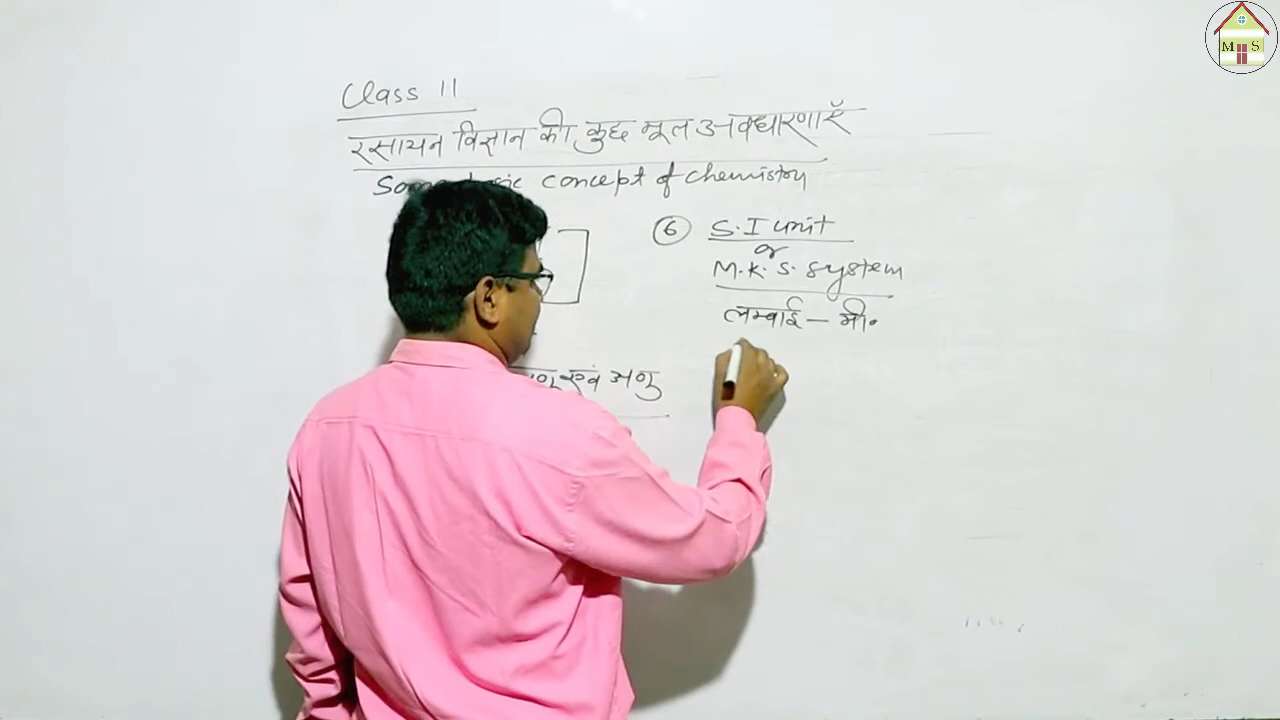 Class 11
रसायन विज्ञान की कुछ मूल अवधारणाएँ
concept of chemistry
एवं अणु
6 S.I unit
or
M.K.S. system
लम्बाई — मी.
M S